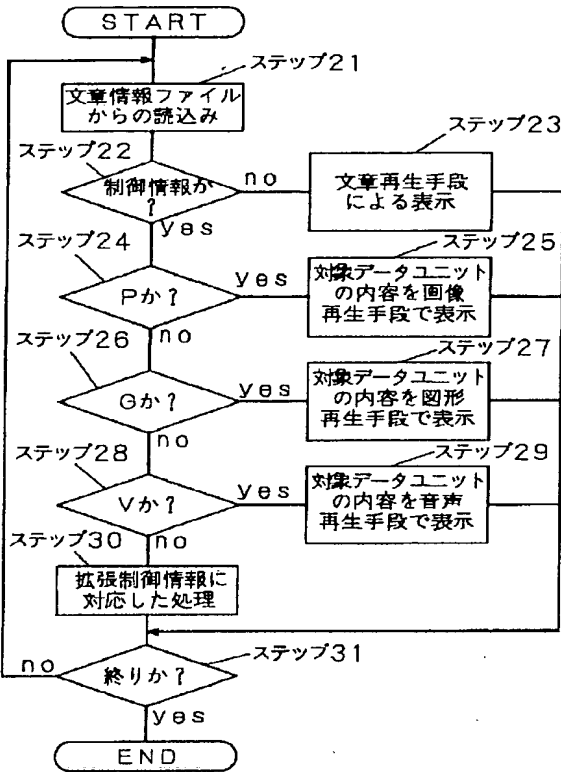 START
ステップ21
文章情報ファイル
からの読込み
ステップ22
制御情報か
?
no
yes
ステップ23
文章再生手段
による表示
ステップ24
Pか?
yes
no
ステップ25
対象データユニット
の内容を画像
再生手段で表示
ステップ26
Gか?
yes
no
ステップ27
対象データユニット
の内容を図形
再生手段で表示
ステップ28
Vか?
yes
no
ステップ29
対象データユニット
の内容を音声
再生手段で表示
ステップ30
拡張制御情報に
対応した処理
ステップ31
終りか?
no
yes
END